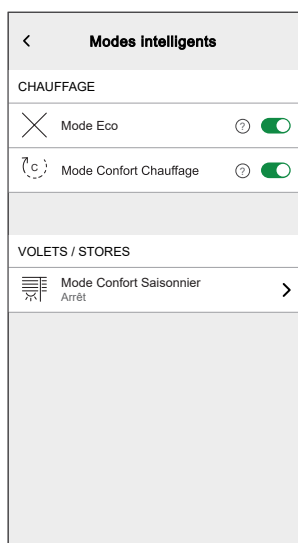 Modes intelligents
CHAUFFAGE
Mode Eco ?
C Mode Confort Chauffage ?
VOLETS / STORES
Mode Confort Saisonnier
Arrêt